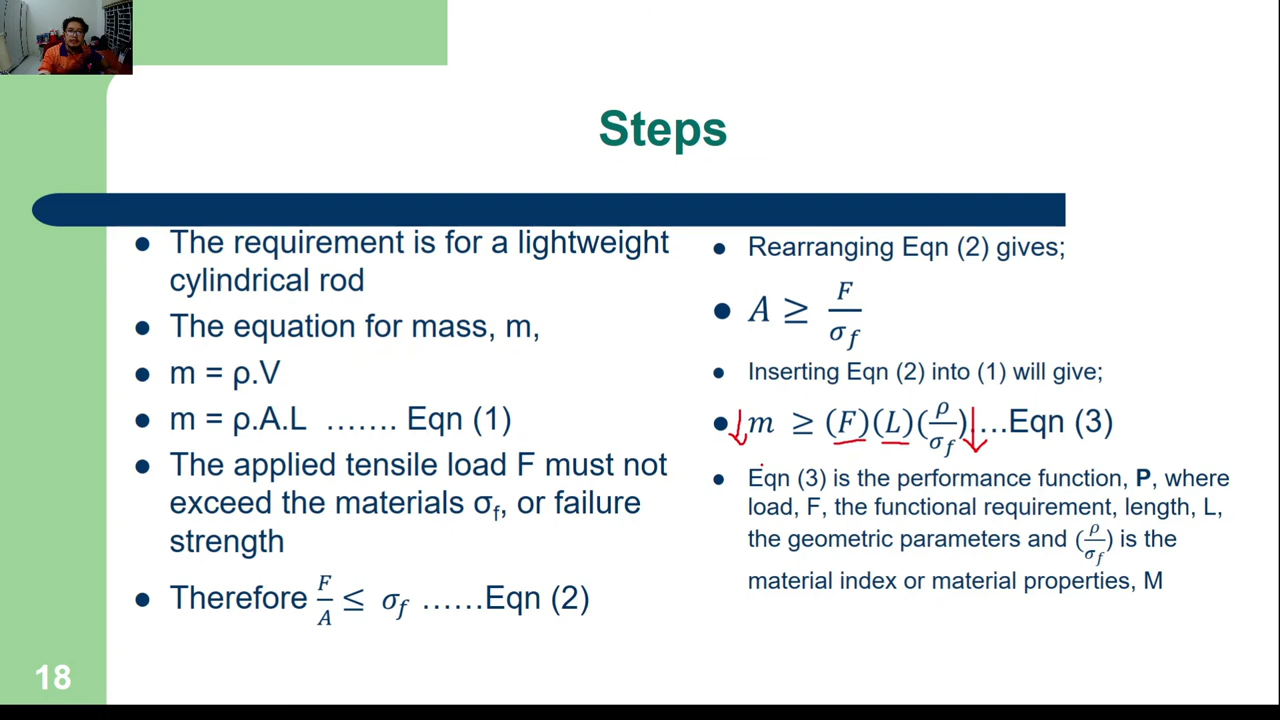 Steps
● The requirement is for a lightweight
cylindrical rod
● The equation for mass, m,
● m = ρ.V
● m = ρ.A.L ……. Eqn (1)
● The applied tensile load F must not
exceed the materials σf, or failure
strength
● Therefore F/A ≤ σf ……Eqn (2)
● Rearranging Eqn (2) gives;
● A ≥ F/σf
● Inserting Eqn (2) into (1) will give;
● ↓m ≥ (F)(L)(ρ/σf)↓…Eqn (3)
● Eqn (3) is the performance function, P, where
load, F, the functional requirement, length, L,
the geometric parameters and (ρ/σf) is the
material index or material properties, M
18